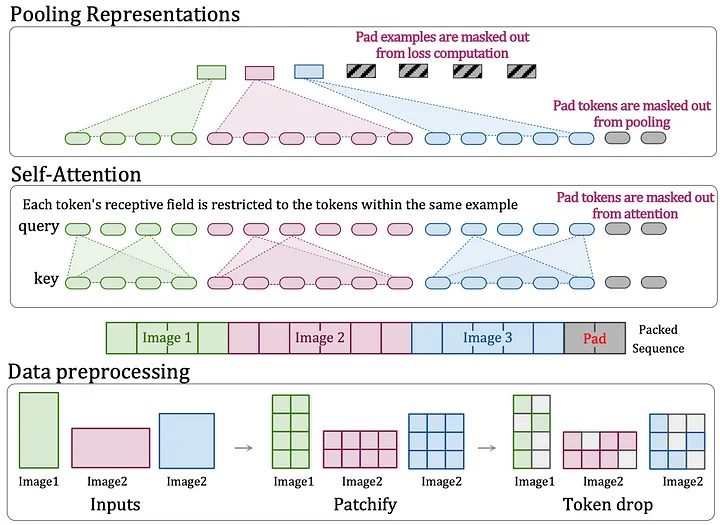 Pooling Representations
Pad examples are masked out
from loss computation
Pad tokens are masked out
from pooling
Self-Attention
Each token's receptive field is restricted to the tokens within the same example
Pad tokens are masked out
from attention
query
key
Image 1
Image 2
Image 3
Pad
Packed
Sequence
Data preprocessing
Image1
Image2
Image2
Image1
Image2
Image2
Image1
Image2
Image2
Inputs
Patchify
Token drop